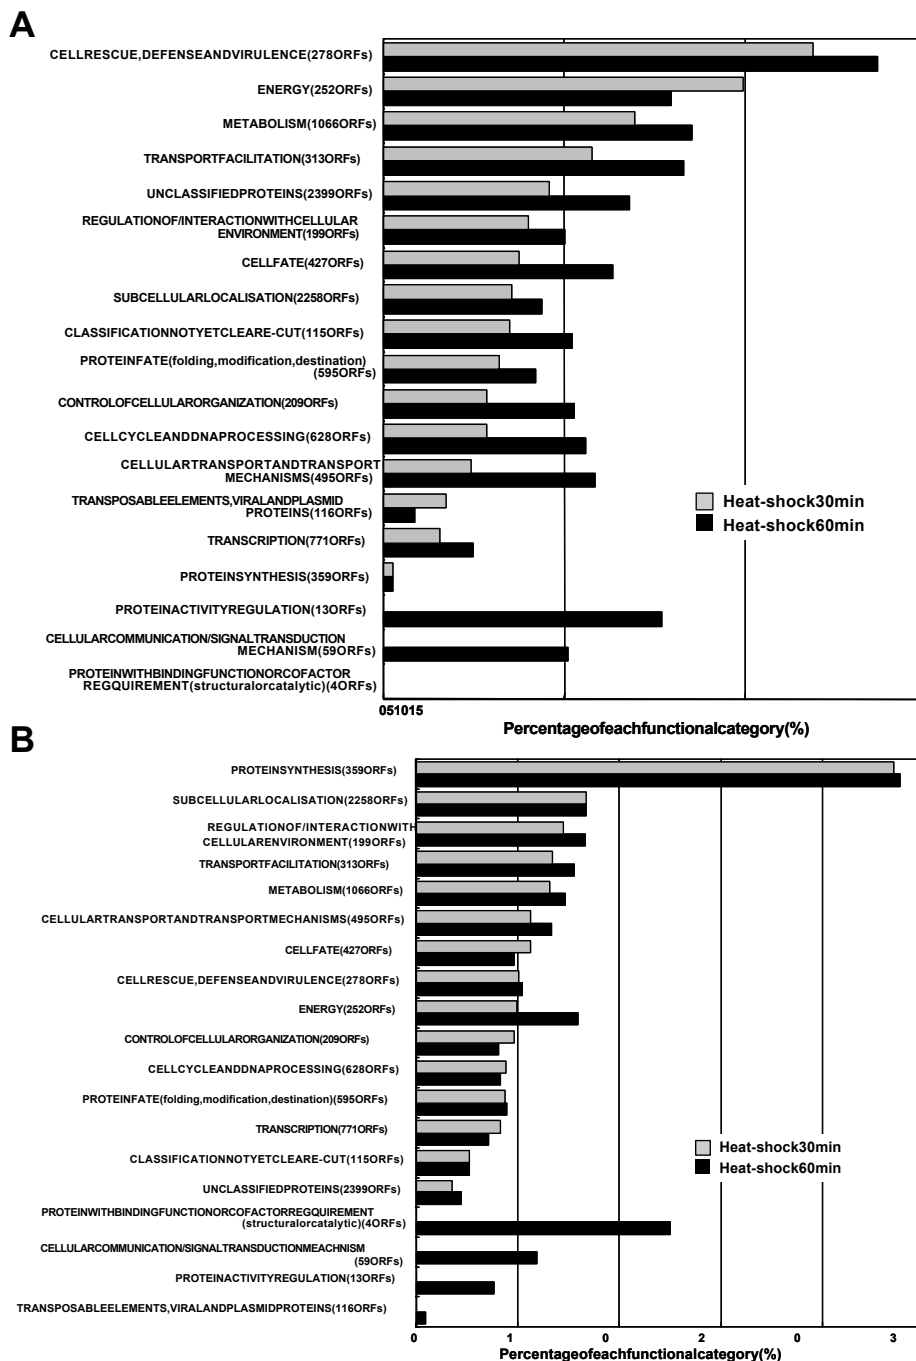 A
CELLRESCUE,DEFENSEANDVIRULENCE(278ORFs)
ENERGY(252ORFs)
METABOLISM(1066ORFs)
TRANSPORTFACILITATION(313ORFs)
UNCLASSIFIEDPROTEINS(2399ORFs)
REGULATIONOF/INTERACTIONWITHCELLULAR
ENVIRONMENT(199ORFs)
CELLFATE(427ORFs)
SUBCELLULARLOCALISATION(2258ORFs)
CLASSIFICATIONNOTYETCLEARE-CUT(115ORFs)
PROTEINFATE(folding,modification,destination)
(595ORFs)
CONTROLOFCELLULARORGANIZATION(209ORFs)
CELLCYCLEANDDNAPROCESSING(628ORFs)
CELLULARTRANSPORTANDTRANSPORT
MECHANISMS(495ORFs)
TRANSPOSABLEELEMENTS,VIRALANDPLASMID
PROTEINS(116ORFs)
TRANSCRIPTION(771ORFs)
PROTEINSYNTHESIS(359ORFs)
PROTEINACTIVITYREGULATION(13ORFs)
CELLULARCOMMUNICATION/SIGNALTRANSDUCTION
MECHANISM(59ORFs)
PROTEINWITHBINDINGFUNCTIONORCOFACTOR
REGQUIREMENT(structuralorcatalytic)(4ORFs)
Heat-shock30min
Heat-shock60min
051015
Percentageofeachfunctionalcategory(%)
B
PROTEINSYNTHESIS(359ORFs)
SUBCELLULARLOCALISATION(2258ORFs)
REGULATIONOF/INTERACTIONWITH
CELLULARENVIRONMENT(199ORFs)
TRANSPORTFACILITATION(313ORFs)
METABOLISM(1066ORFs)
CELLULARTRANSPORTANDTRANSPORTMECHANISMS(495ORFs)
CELLFATE(427ORFs)
CELLRESCUE,DEFENSEANDVIRULENCE(278ORFs)
ENERGY(252ORFs)
CONTROLOFCELLULARORGANIZATION(209ORFs)
CELLCYCLEANDDNAPROCESSING(628ORFs)
PROTEINFATE(folding,modification,destination)(595ORFs)
TRANSCRIPTION(771ORFs)
CLASSIFICATIONNOTYETCLEARE-CUT(115ORFs)
UNCLASSIFIEDPROTEINS(2399ORFs)
PROTEINWITHBINDINGFUNCTIONORCOFACTORREGQUIREMENT
(structuralorcatalytic)(4ORFs)
CELLULARCOMMUNICATION/SIGNALTRANSDUCTIONMEACHNISM
(59ORFs)
PROTEINACTIVITYREGULATION(13ORFs)
TRANSPOSABLEELEMENTS,VIRALANDPLASMIDPROTEINS(116ORFs)
Heat-shock30min
Heat-shock60min
0 1 0 2 0 3
Percentageofeachfunctionalcategory(%)